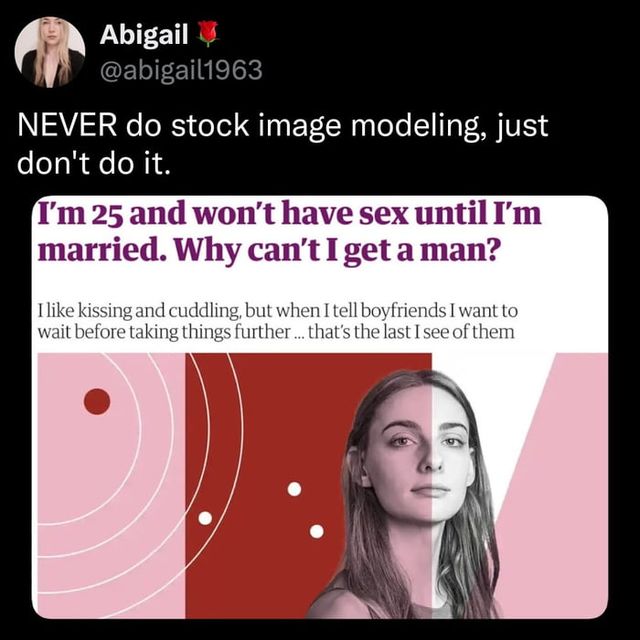 Abigail🌹
@abigail1963
NEVER do stock image modeling, just
don't do it.
I'm 25 and won't have sex until I'm
married. Why can't I get a man?
I like kissing and cuddling, but when I tell boyfriends I want to
wait before taking things further ... that's the last I see of them